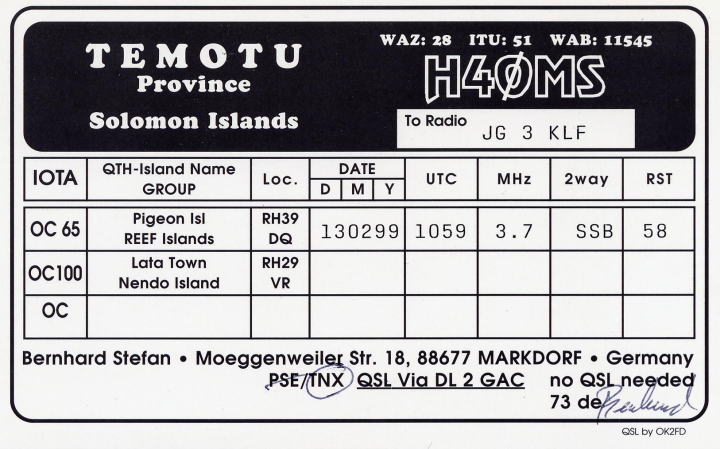 TEMOTU
Province
Solomon Islands
WAZ: 28 ITU: 51 WAB: 11545
H4ØMS
To Radio JG 3 KLF
IOTA QTH-Island Name GROUP Loc. DATE D M Y UTC MHz 2way RST
OC 65 Pigeon Isl REEF Islands RH39 DQ 130299 1059 3.7 SSB 58
OC100 Lata Town Nendo Island RH29 VR
OC
Bernhard Stefan • Moeggenweiler Str. 18, 88677 MARKDORF • Germany
PSE/TNX QSL Via DL 2 GAC no QSL needed
73 de Bernhard
QSL by OK2FD